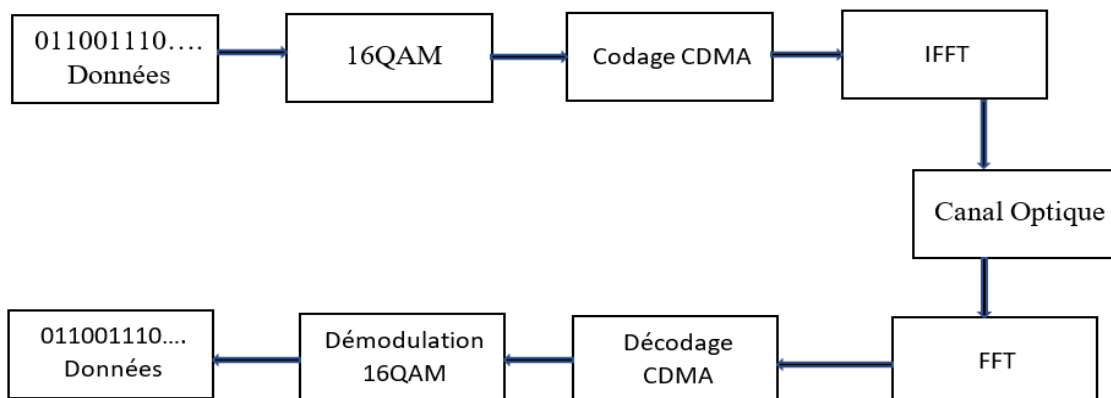 011001110….
Données
16QAM
Codage CDMA
IFFT
Canal Optique
FFT
Décodage
CDMA
Démodulation
16QAM
011001110….
Données